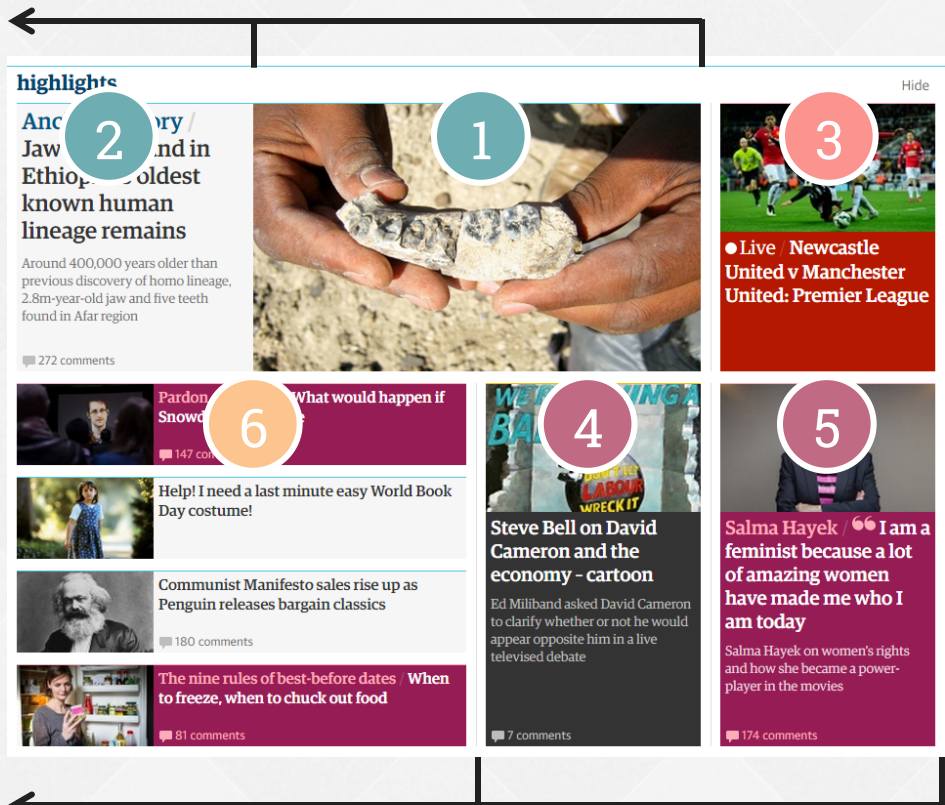 highlights
Hide
2
1
3
Jaw
nd in
oldest
known human
lineage remains
Around 400,000 years older than
previous discovery of homo lineage,
2.8m-year-old jaw and five teeth
found in Afar region
272 comments
Live / Newcastle
United v Manchester
United: Premier League
6
4
5
Pardon
What would happen if
147
Help! I need a last minute easy World Book
Day costume!
Communist Manifesto sales rise up as
Penguin releases bargain classics
180 comments
The nine rules of best-before dates / When
to freeze, when to chuck out food
81 comments
DON'T LET
LABOUR
WRECK IT
Steve Bell on David
Cameron and the
economy – cartoon
Ed Miliband asked David Cameron
to clarify whether or not he would
appear opposite him in a live
televised debate
7 comments
Salma Hayek / “ I am a
feminist because a lot
of amazing women
have made me who I
am today
Salma Hayek on women's rights
and how she became a power-
player in the movies
174 comments